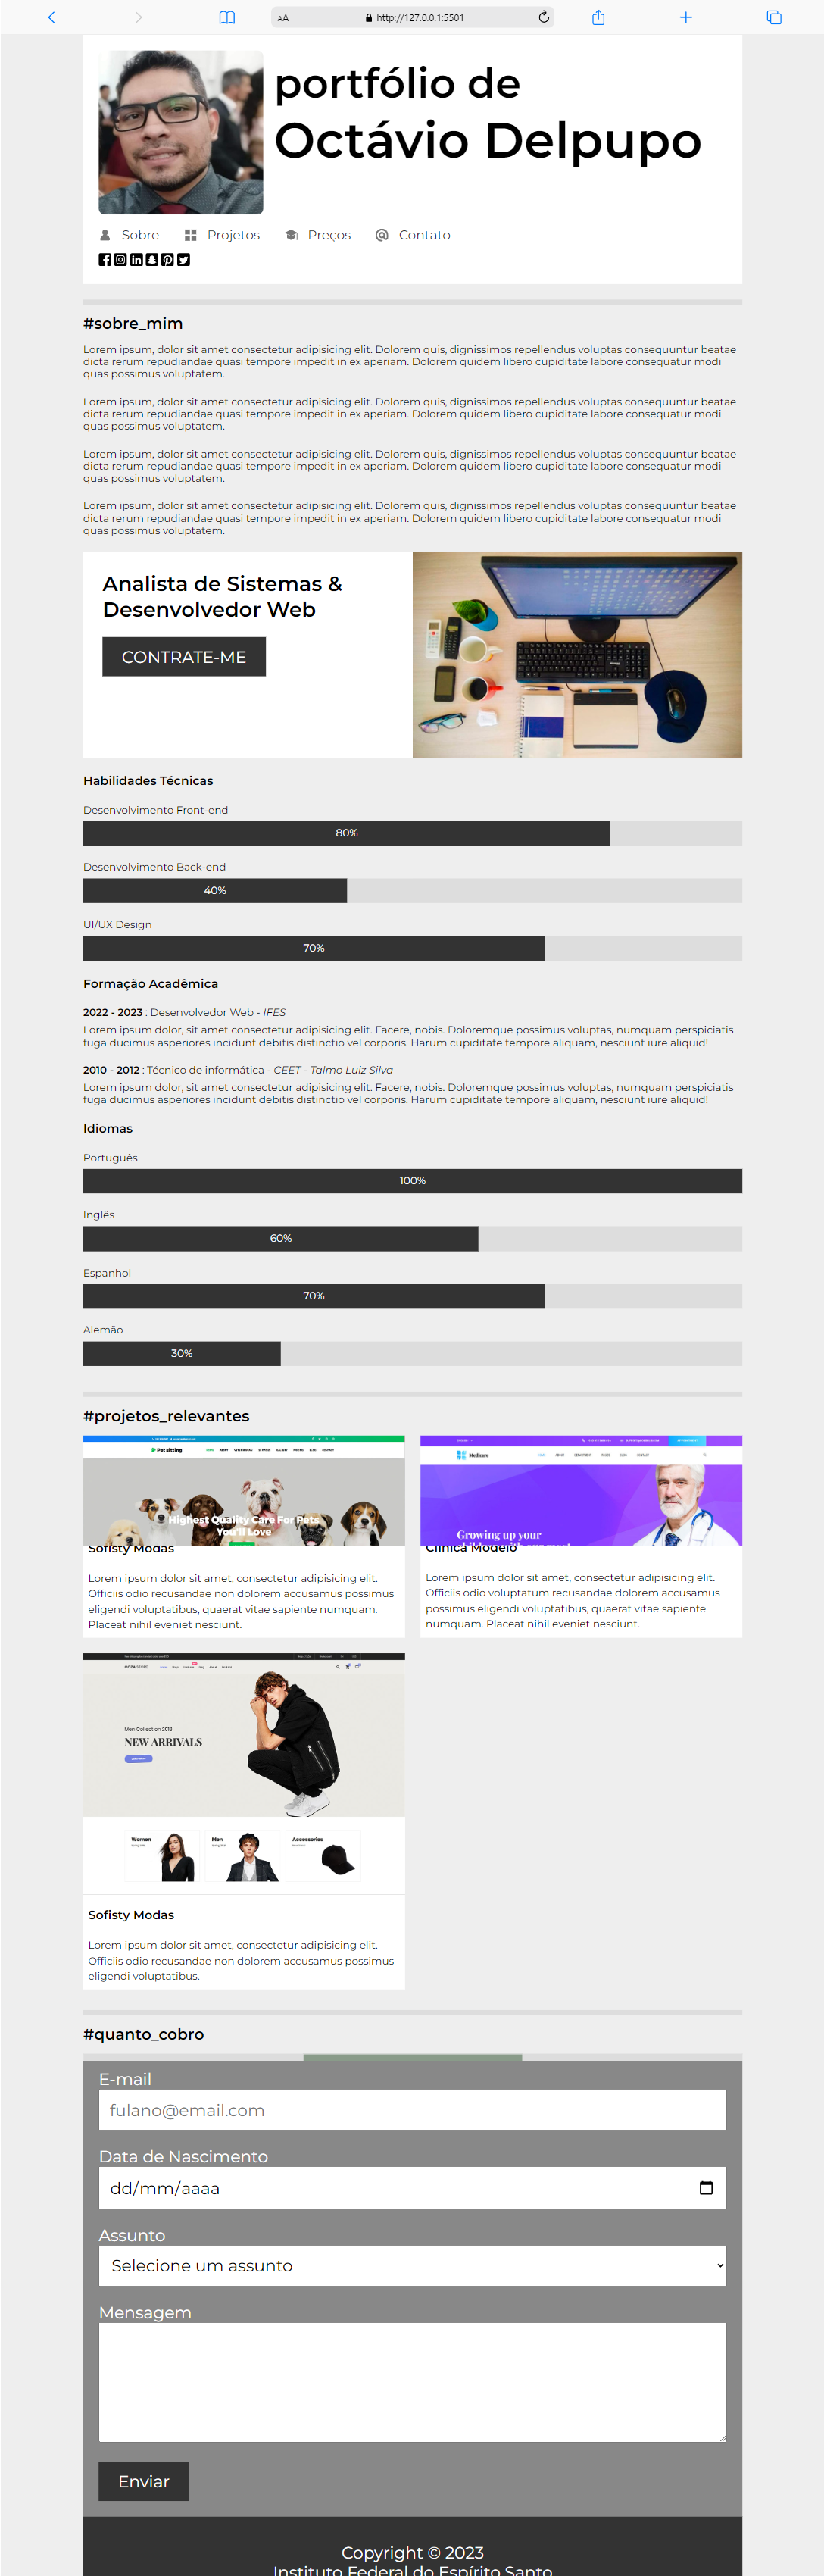 AA
http://127.0.0.1:5501
portfólio de
Octávio Delpupo
Sobre
Projetos
Preços
Contato
#sobre_mim
Lorem ipsum, dolor sit amet consectetur adipisicing elit. Dolorem quis, dignissimos repellendus voluptas consequuntur beatae
dicta rerum repudiandae quasi tempore impedit in ex aperiam. Dolorem quidem libero cupiditate labore consequatur modi
quas possimus voluptatem.
Lorem ipsum, dolor sit amet consectetur adipisicing elit. Dolorem quis, dignissimos repellendus voluptas consequuntur beatae
dicta rerum repudiandae quasi tempore impedit in ex aperiam. Dolorem quidem libero cupiditate labore consequatur modi
quas possimus voluptatem.
Lorem ipsum, dolor sit amet consectetur adipisicing elit. Dolorem quis, dignissimos repellendus voluptas consequuntur beatae
dicta rerum repudiandae quasi tempore impedit in ex aperiam. Dolorem quidem libero cupiditate labore consequatur modi
quas possimus voluptatem.
Lorem ipsum, dolor sit amet consectetur adipisicing elit. Dolorem quis, dignissimos repellendus voluptas consequuntur beatae
dicta rerum repudiandae quasi tempore impedit in ex aperiam. Dolorem quidem libero cupiditate labore consequatur modi
quas possimus voluptatem.
Analista de Sistemas &
Desenvolvedor Web
CONTRATE-ME
Habilidades Técnicas
Desenvolvimento Front-end
80%
Desenvolvimento Back-end
40%
UI/UX Design
70%
Formação Acadêmica
2022 - 2023 : Desenvolvedor Web - IFES
Lorem ipsum dolor, sit amet consectetur adipisicing elit. Facere, nobis. Doloremque possimus voluptas, numquam perspiciatis
fuga ducimus asperiores incidunt debitis distinctio vel corporis. Harum cupiditate tempore aliquam, nesciunt iure aliquid!
2010 - 2012 : Técnico de informática - CEET - Talmo Luiz Silva
Lorem ipsum dolor, sit amet consectetur adipisicing elit. Facere, nobis. Doloremque possimus voluptas, numquam perspiciatis
fuga ducimus asperiores incidunt debitis distinctio vel corporis. Harum cupiditate tempore aliquam, nesciunt iure aliquid!
Idiomas
Português
100%
Inglês
60%
Espanhol
70%
Alemão
30%
#projetos_relevantes
Pet sitting
Highest Quality Care For Pets
You'll Love
Sofisty Modas
Lorem ipsum dolor sit amet, consectetur adipisicing elit.
Officiis odio recusandae non dolorem accusamus possimus
eligendi voluptatibus, quaerat vitae sapiente numquam.
Placeat nihil eveniet nesciunt.
Medicare
Growing up your
Clínica Modelo
Lorem ipsum dolor sit amet, consectetur adipisicing elit.
Officiis odio voluptatum recusandae dolorem accusamus
possimus eligendi voluptatibus, quaerat vitae sapiente
numquam. Placeat nihil eveniet nesciunt.
Men Collection 2018
NEW ARRIVALS
Women
Men
Accessories
Sofisty Modas
Lorem ipsum dolor sit amet, consectetur adipisicing elit.
Officiis odio recusandae non dolorem accusamus possimus
eligendi voluptatibus.
#quanto_cobro
E-mail
fulano@email.com
Data de Nascimento
dd/mm/aaaa
Assunto
Selecione um assunto
Mensagem
Enviar
Copyright © 2023
Instituto Federal do Espírito Santo